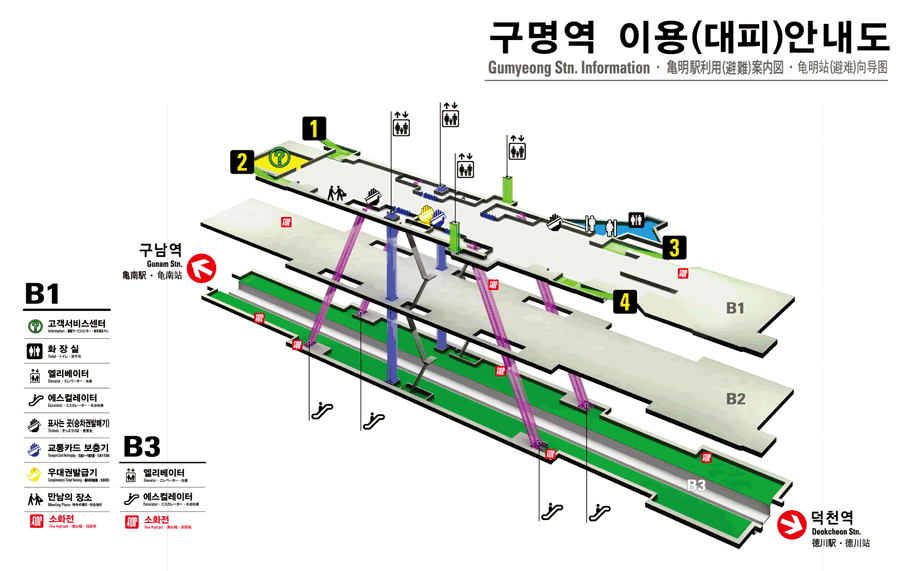 구명역 이용(대피)안내도
Gumyeong Stn. Information · 亀明駅利用(避難)案内図 · 龟明站(避难)向导图
1
2
3
4
B1
B2
B3
구남역
Gunam Stn.
亀南駅 · 龟南站
덕천역
Deokcheon Stn.
徳川駅 · 德川站
B1
고객서비스센터
화 장 실
엘리베이터
에스컬레이터
표사는 곳(승차권발매기)
교통카드 보충기
우대권발급기
만남의 장소
소화전
B3
엘리베이터
에스컬레이터
소화전